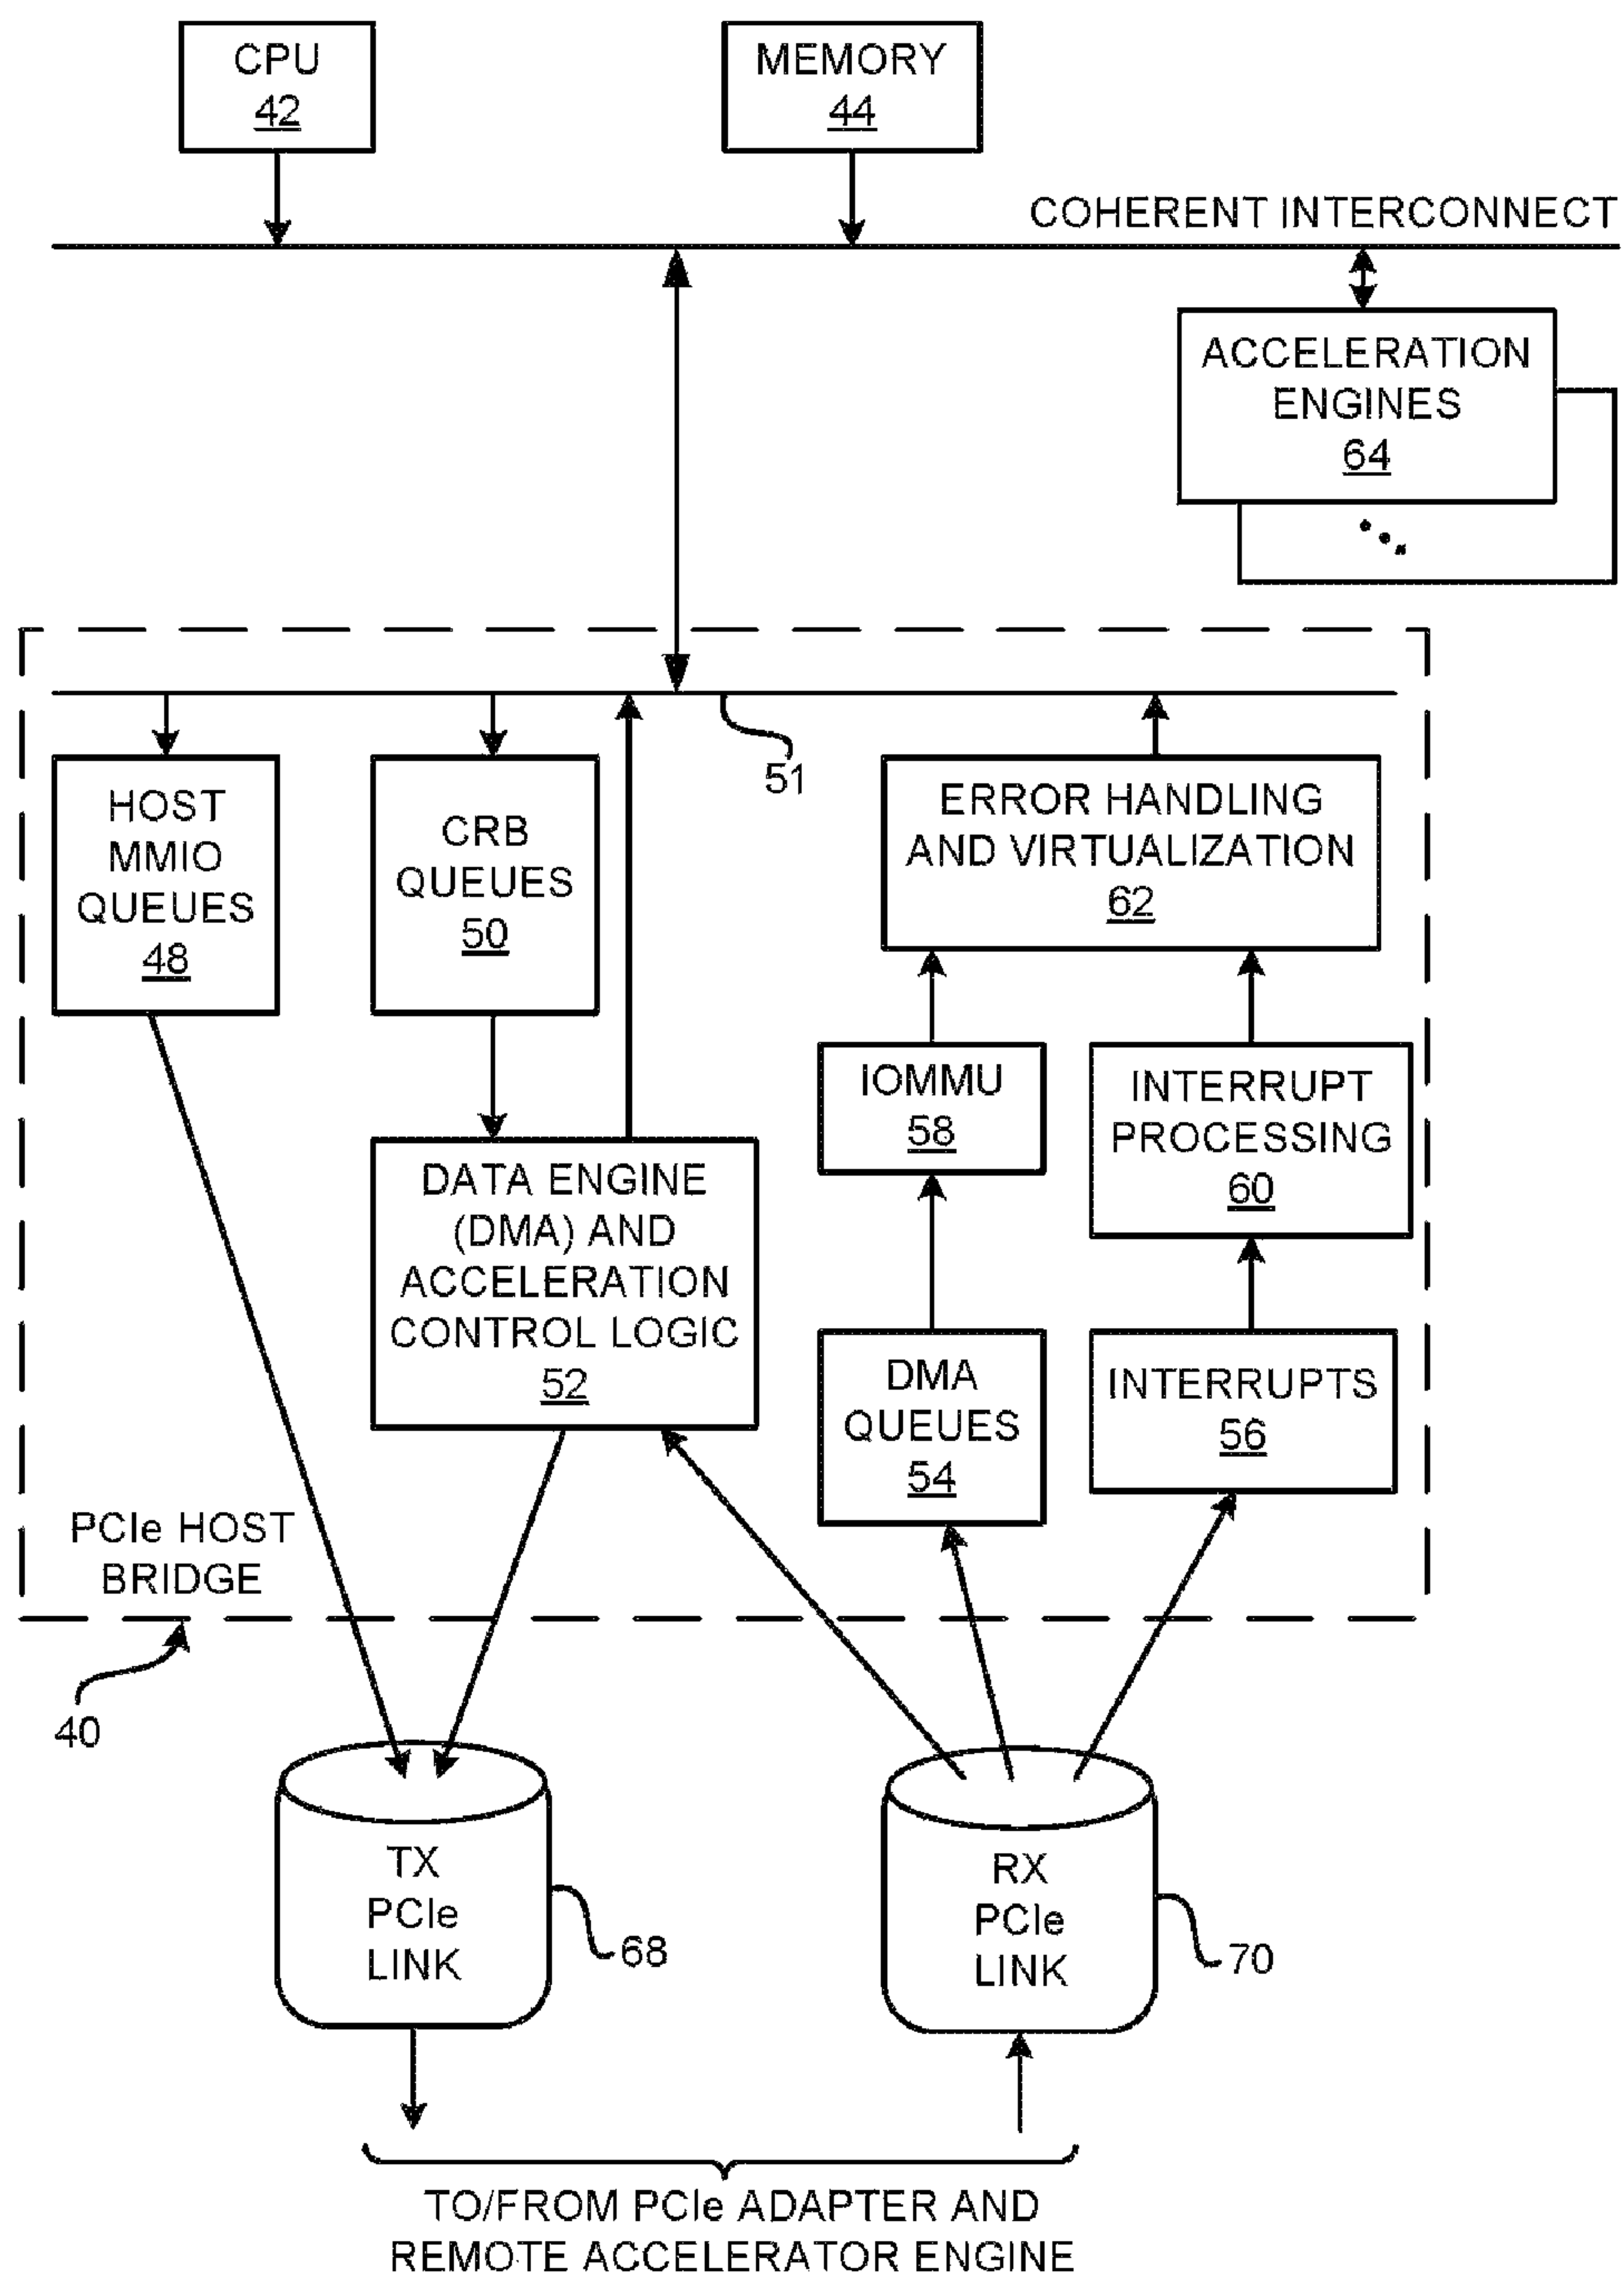 CPU
42
MEMORY
44
COHERENT INTERCONNECT
ACCELERATION
ENGINES
64
51
HOST
MMIO
QUEUES
48
CRB
QUEUES
50
ERROR HANDLING
AND VIRTUALIZATION
62
IOMMU
58
INTERRUPT
PROCESSING
60
DATA ENGINE
(DMA) AND
ACCELERATION
CONTROL LOGIC
52
DMA
QUEUES
54
INTERRUPTS
56
PCIe HOST
BRIDGE
40
TX
PCIe
LINK
68
RX
PCIe
LINK
70
TO/FROM PCIe ADAPTER AND
REMOTE ACCELERATOR ENGINE